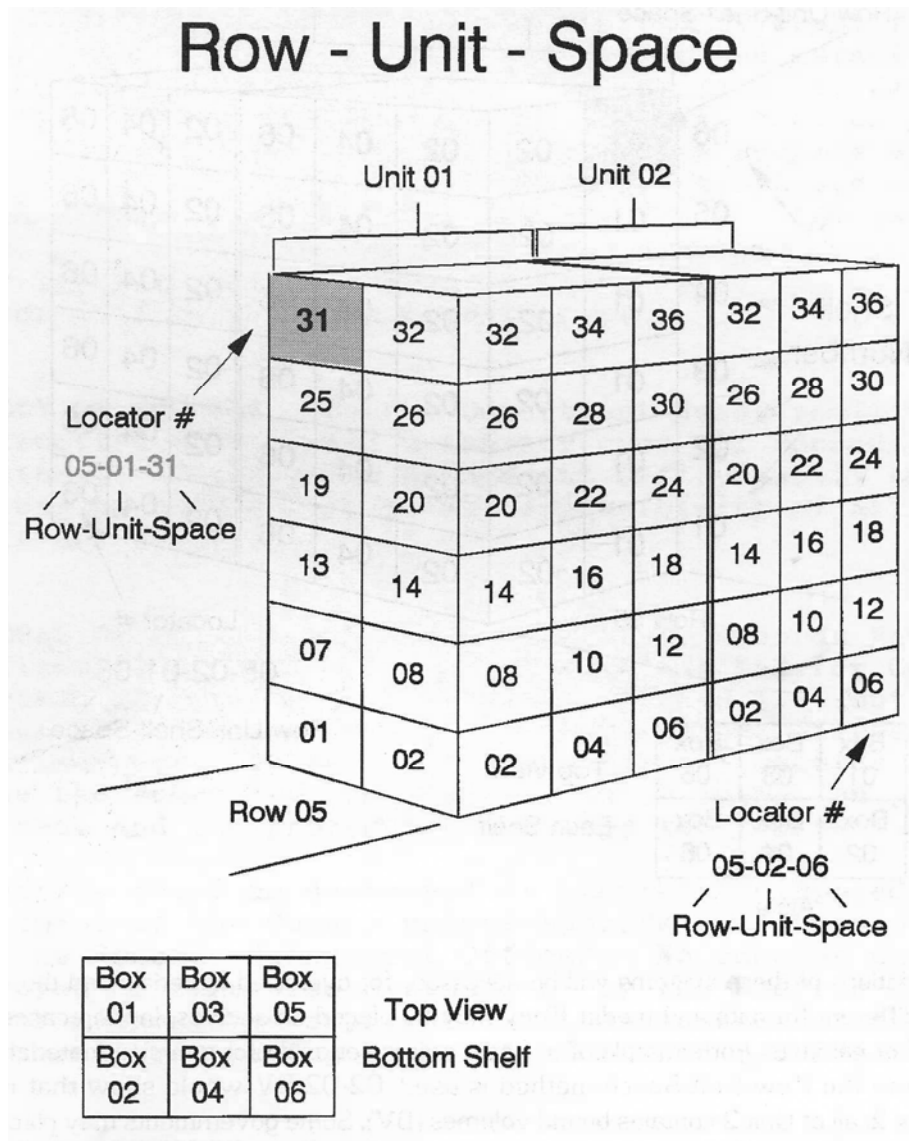 Row - Unit - Space
Unit 01 Unit 02
31 32 32 34 36 32 34 36
25 26 26 28 30 26 28 30
19 20 20 22 24 20 22 24
13 14 14 16 18 14 16 18
07 08 08 10 12 08 10 12
01 02 02 04 06 02 04 06
Locator #
05-01-31
Row-Unit-Space
Row 05
Locator #
05-02-06
Row-Unit-Space
Box Box Box
01 03 05
Top View
Box Box Box
02 04 06
Bottom Shelf